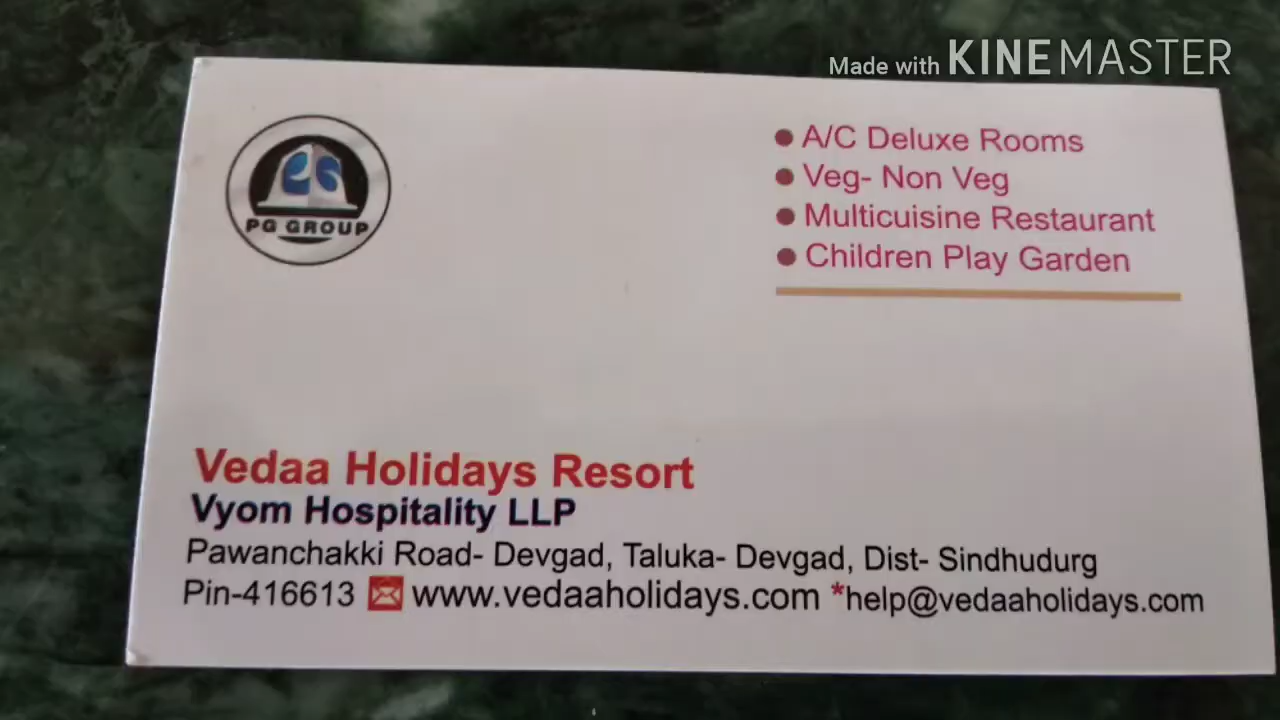 Made with KINEMASTER
PG GROUP
● A/C Deluxe Rooms
● Veg- Non Veg
● Multicuisine Restaurant
● Children Play Garden
Vedaa Holidays Resort
Vyom Hospitality LLP
Pawanchakki Road- Devgad, Taluka- Devgad, Dist- Sindhudurg
Pin-416613 www.vedaaholidays.com *help@vedaaholidays.com